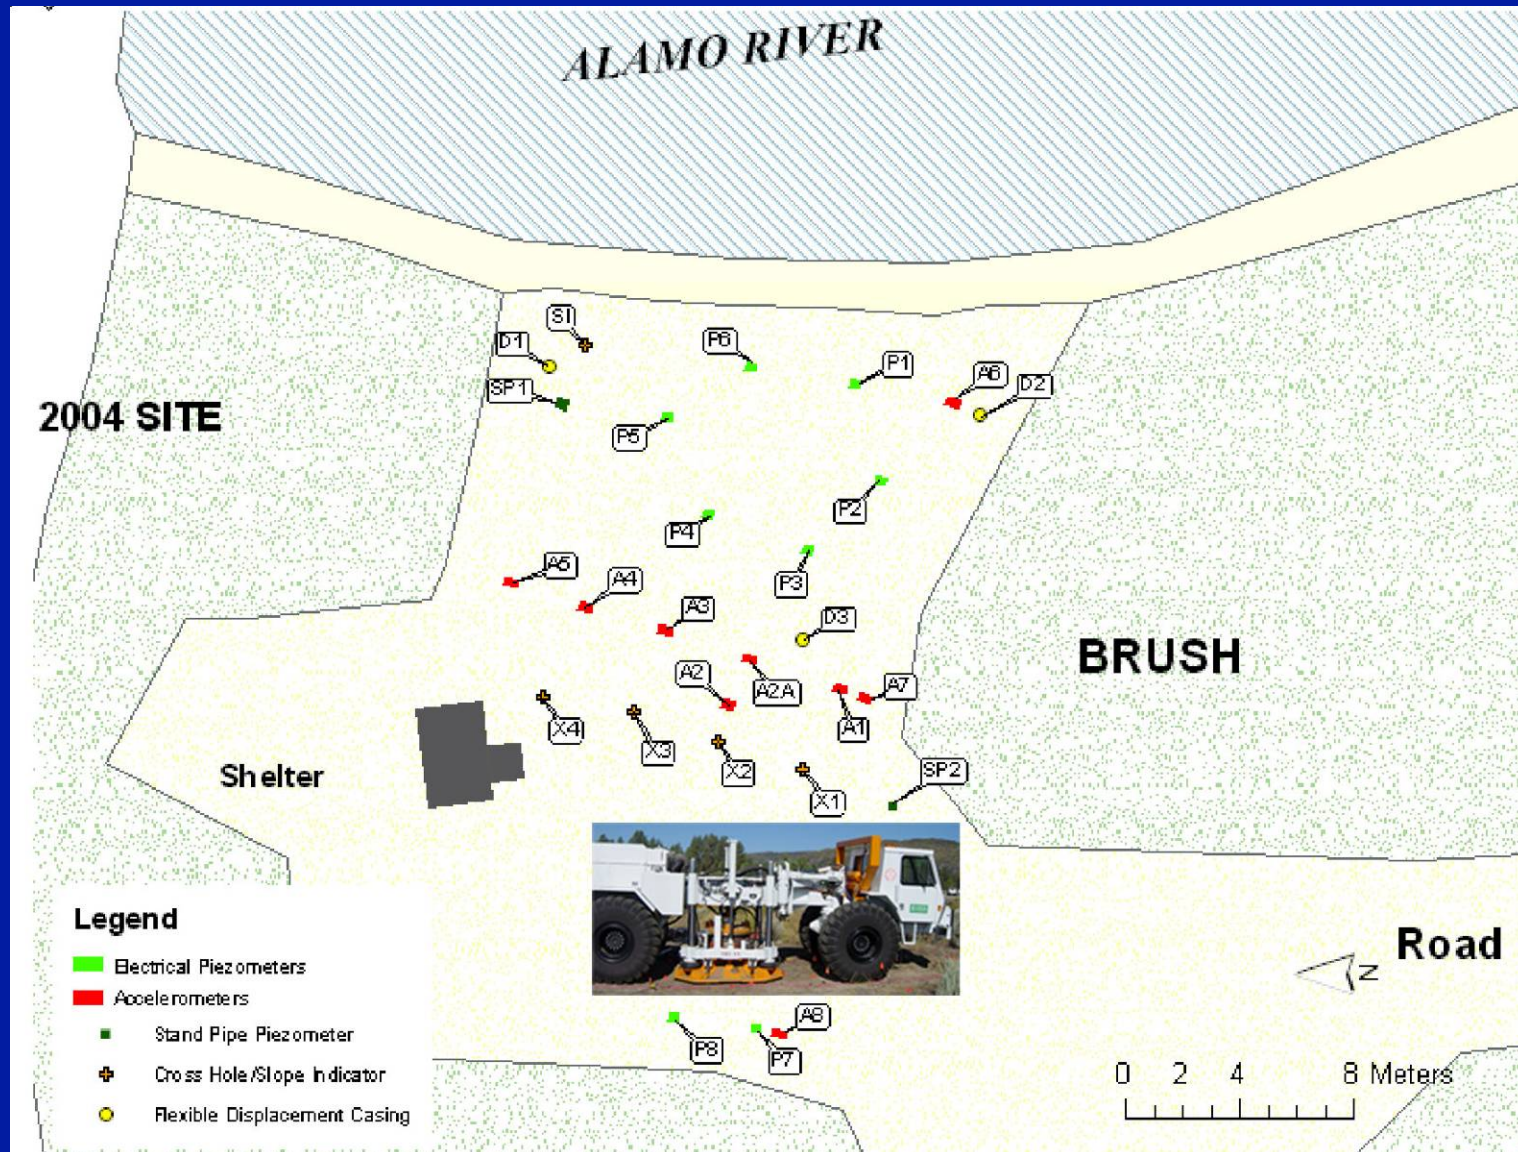 ALAMO RIVER
SI
D1
P6
P1
A6
D2
SP1
2004 SITE
P5
P2
P4
A5
A4
P3
A3
D3
BRUSH
A2
A2A
A7
X4
X3
A1
X2
SP2
Shelter
X1
Legend
Electrical Piezometers
Accelerometers
Stand Pipe Piezometer
Cross Hole/Slope Indicator
Flexible Displacement Casing
Road
N
A8
P8
P7
0 2 4 8 Meters